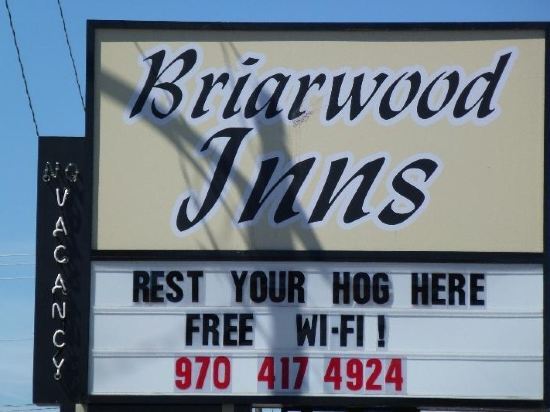 Briarwood
Inns
NO
VACANCY
REST YOUR HOG HERE
FREE WI-FI!
970 417 4924